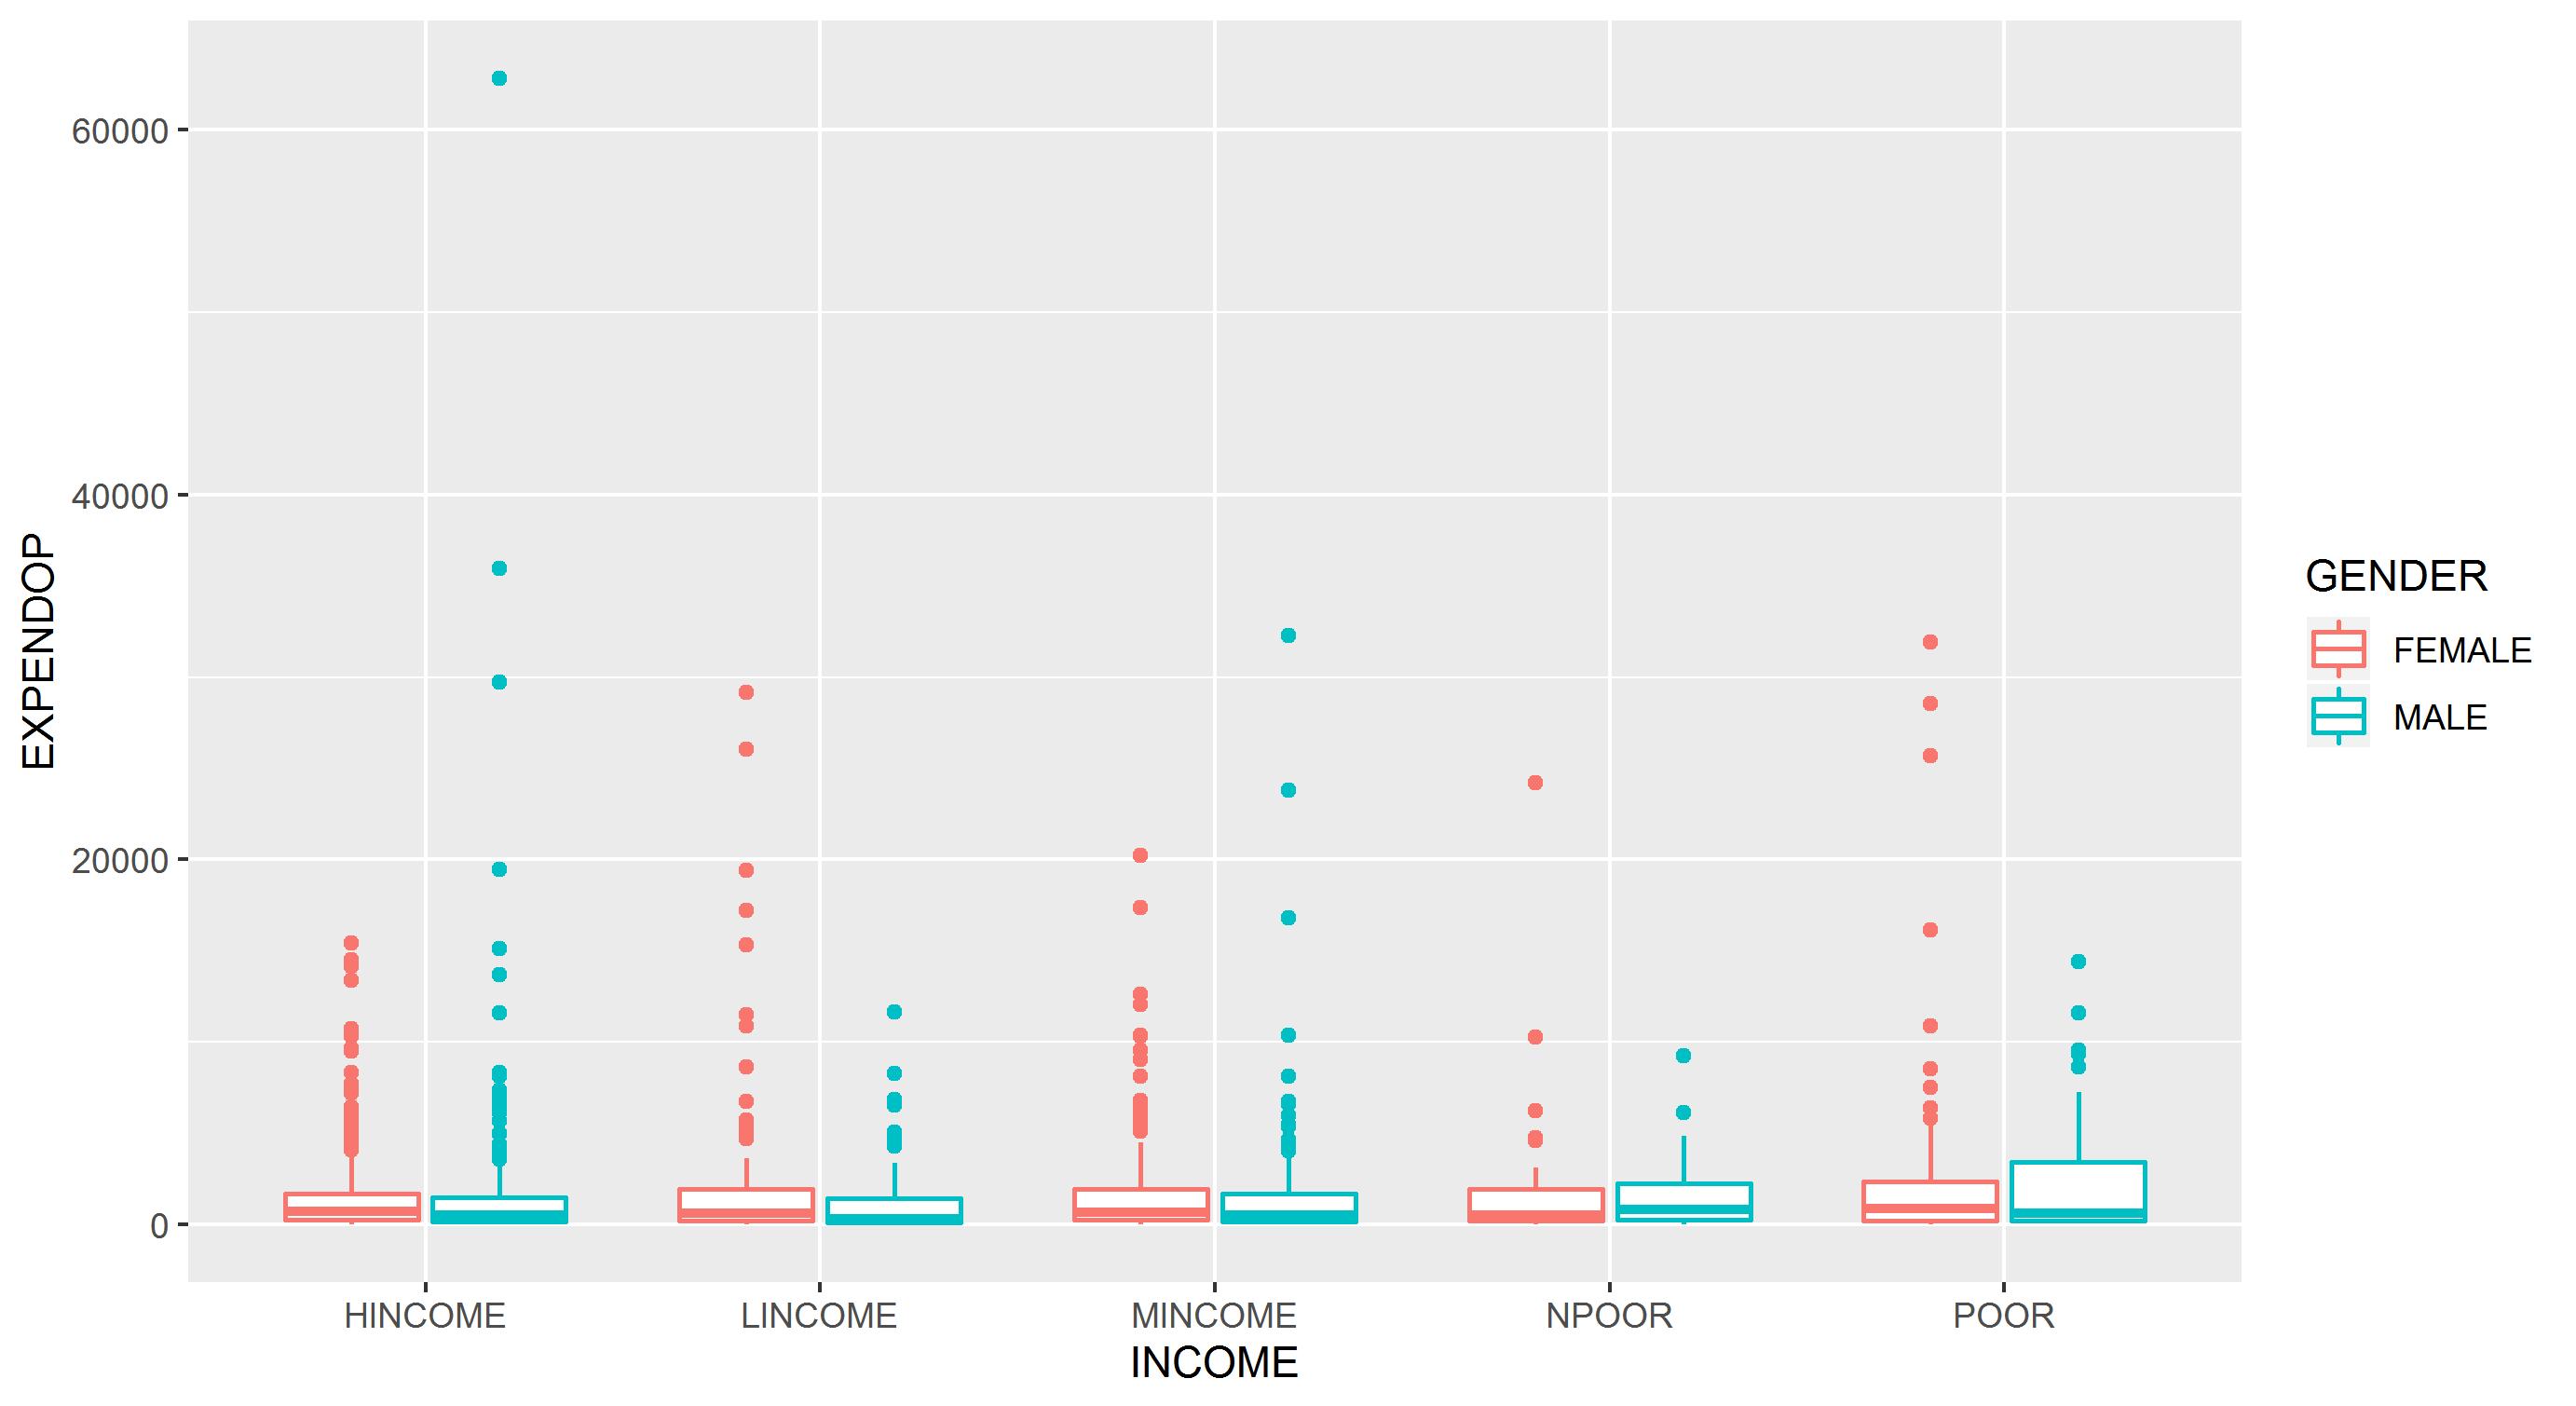 60000
40000
20000
0
EXPENDOP
HINCOME
LINCOME
MINCOME
NPOOR
POOR
INCOME
GENDER
FEMALE
MALE